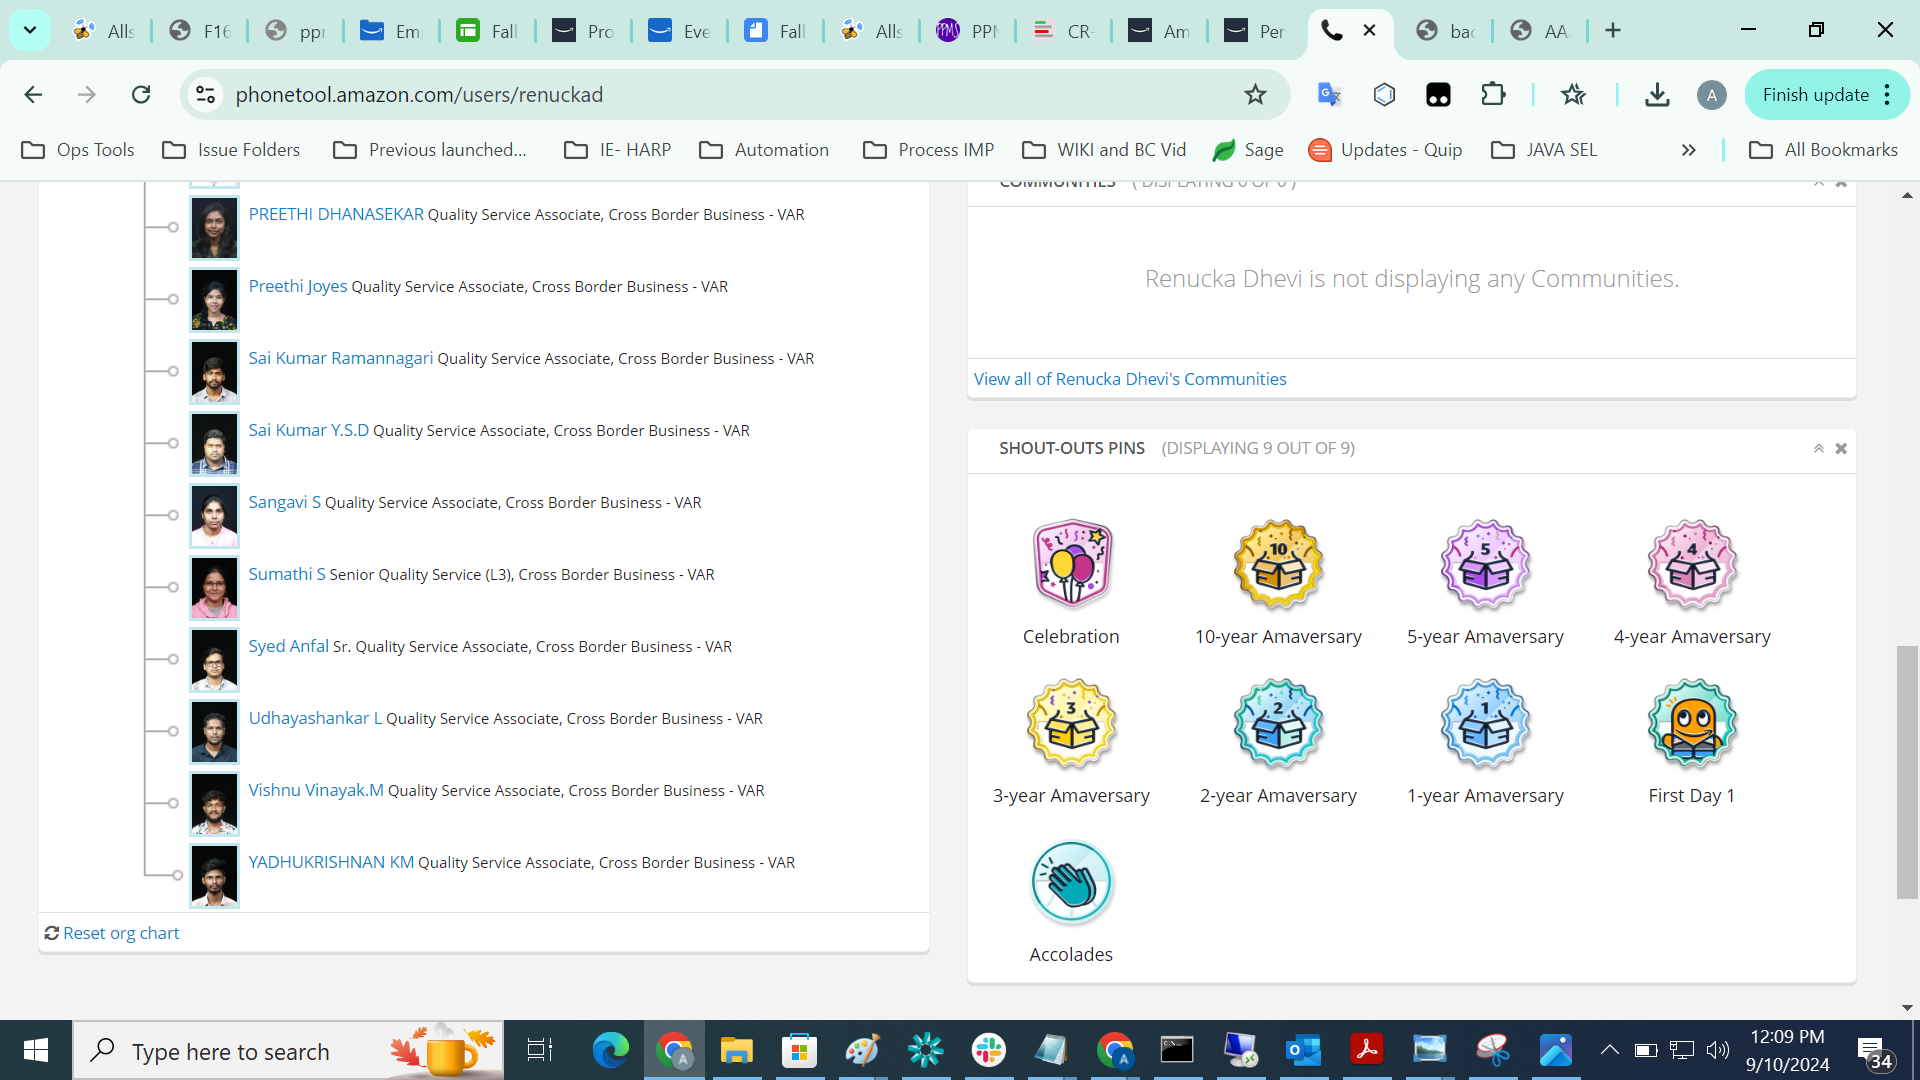 Alls
F16
ppr
Em
Fall
Pro
Eve
Fall
Alls
PPMS
PPM
CR-
Am
Per
bac
AA
phonetool.amazon.com/users/renuckad
A
Finish update
Ops Tools
Issue Folders
Previous launched...
IE- HARP
Automation
Process IMP
WIKI and BC Vid
Sage
Updates - Quip
JAVA SEL
»
All Bookmarks
PREETHI DHANASEKAR Quality Service Associate, Cross Border Business - VAR
Preethi Joyes Quality Service Associate, Cross Border Business - VAR
Sai Kumar Ramannagari Quality Service Associate, Cross Border Business - VAR
Sai Kumar Y.S.D Quality Service Associate, Cross Border Business - VAR
Sangavi S Quality Service Associate, Cross Border Business - VAR
Sumathi S Senior Quality Service (L3), Cross Border Business - VAR
Syed Anfal Sr. Quality Service Associate, Cross Border Business - VAR
Udhayashankar L Quality Service Associate, Cross Border Business - VAR
Vishnu Vinayak.M Quality Service Associate, Cross Border Business - VAR
YADHUKRISHNAN KM Quality Service Associate, Cross Border Business - VAR
Reset org chart
COMMUNITIES (DISPLAYING 0 OF 0)
Renucka Dhevi is not displaying any Communities.
View all of Renucka Dhevi's Communities
SHOUT-OUTS PINS (DISPLAYING 9 OUT OF 9)
10
5
4
Celebration
10-year Amaversary
5-year Amaversary
4-year Amaversary
3
2
1
3-year Amaversary
2-year Amaversary
1-year Amaversary
First Day 1
Accolades
Type here to search
12:09 PM
9/10/2024
34